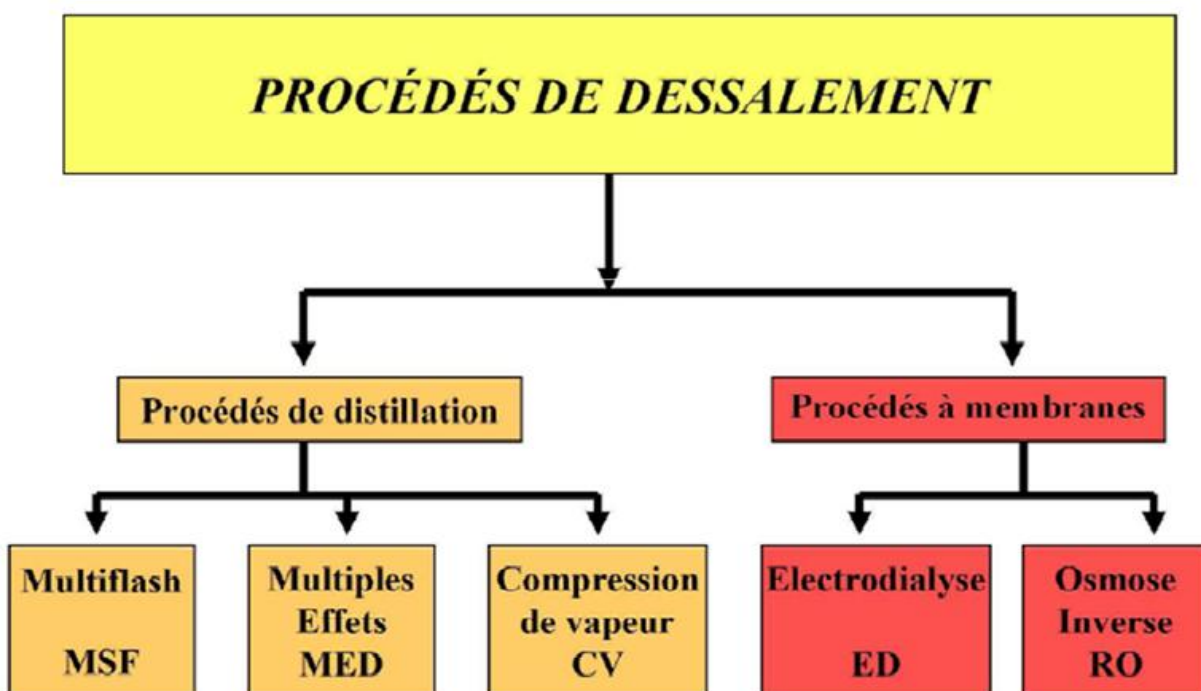 PROCÉDÉS DE DESSALEMENT
Procédés de distillation
Procédés à membranes
Multiflash
MSF
Multiples
Effets
MED
Compression
de vapeur
CV
Electrodialyse
ED
Osmose
Inverse
RO